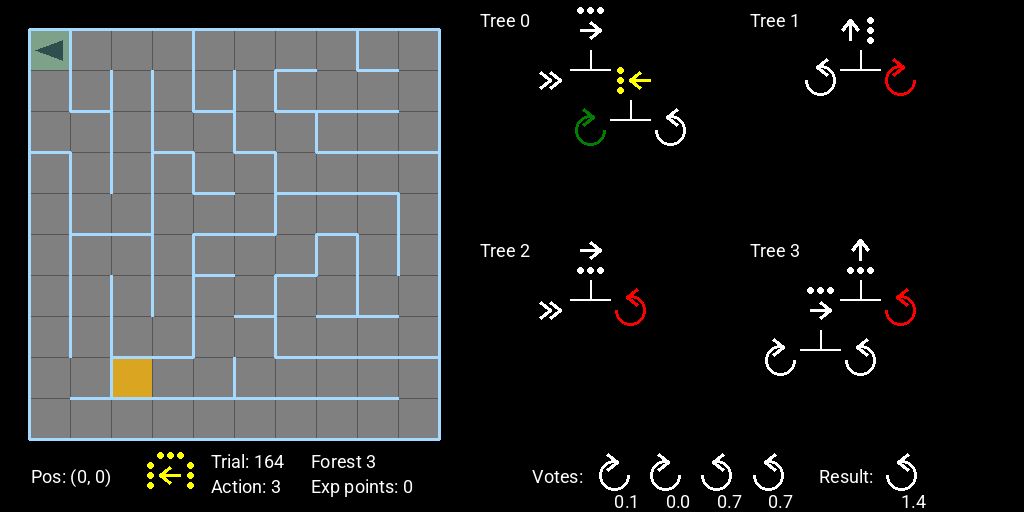 Tree 0
Tree 1
Tree 2
Tree 3
Pos: (0, 0)
Trial: 164
Forest 3
Action: 3
Exp points: 0
Votes:
0.1
0.0
0.7
0.7
Result:
1.4